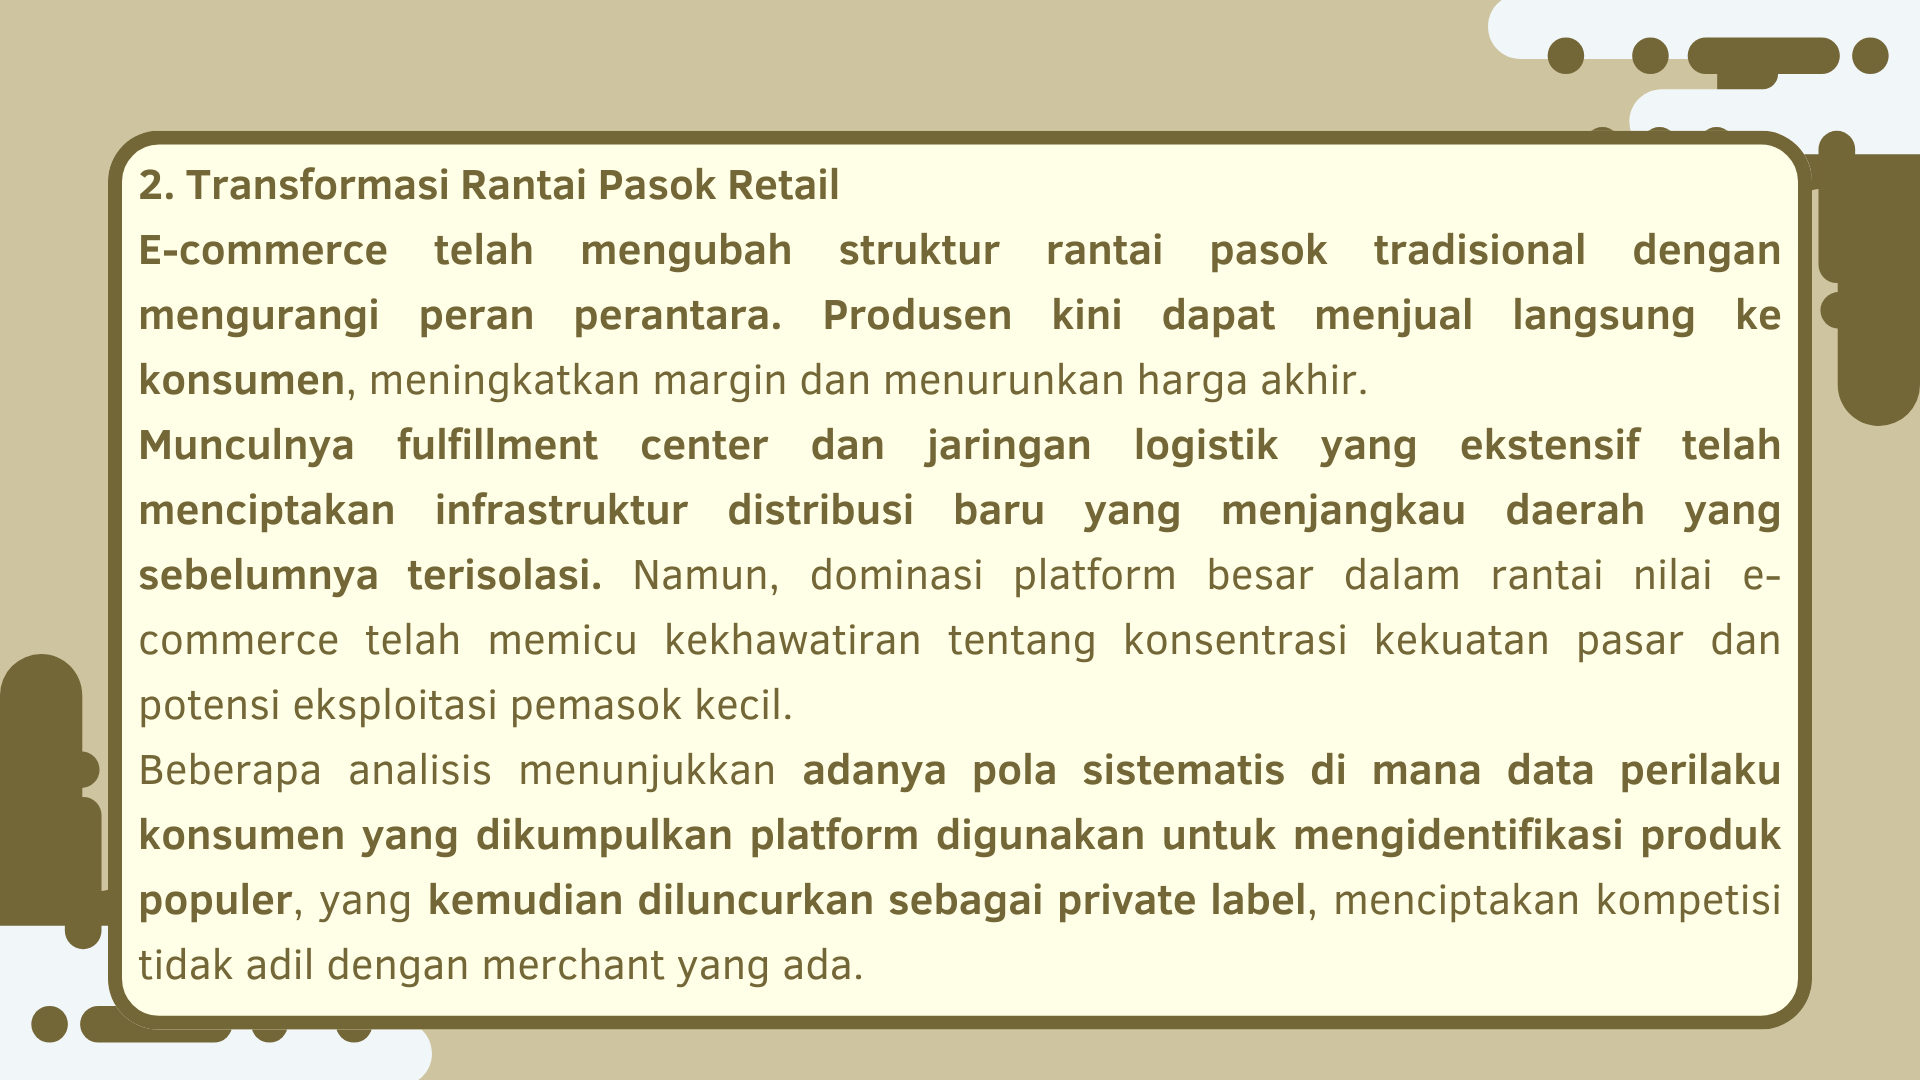 2. Transformasi Rantai Pasok Retail
E-commerce telah mengubah struktur rantai pasok tradisional dengan
mengurangi peran perantara. Produsen kini dapat menjual langsung ke
konsumen, meningkatkan margin dan menurunkan harga akhir.
Munculnya fulfillment center dan jaringan logistik yang ekstensif telah
menciptakan infrastruktur distribusi baru yang menjangkau daerah yang
sebelumnya terisolasi. Namun, dominasi platform besar dalam rantai nilai e-
commerce telah memicu kekhawatiran tentang konsentrasi kekuatan pasar dan
potensi eksploitasi pemasok kecil.
Beberapa analisis menunjukkan adanya pola sistematis di mana data perilaku
konsumen yang dikumpulkan platform digunakan untuk mengidentifikasi produk
populer, yang kemudian diluncurkan sebagai private label, menciptakan kompetisi
tidak adil dengan merchant yang ada.